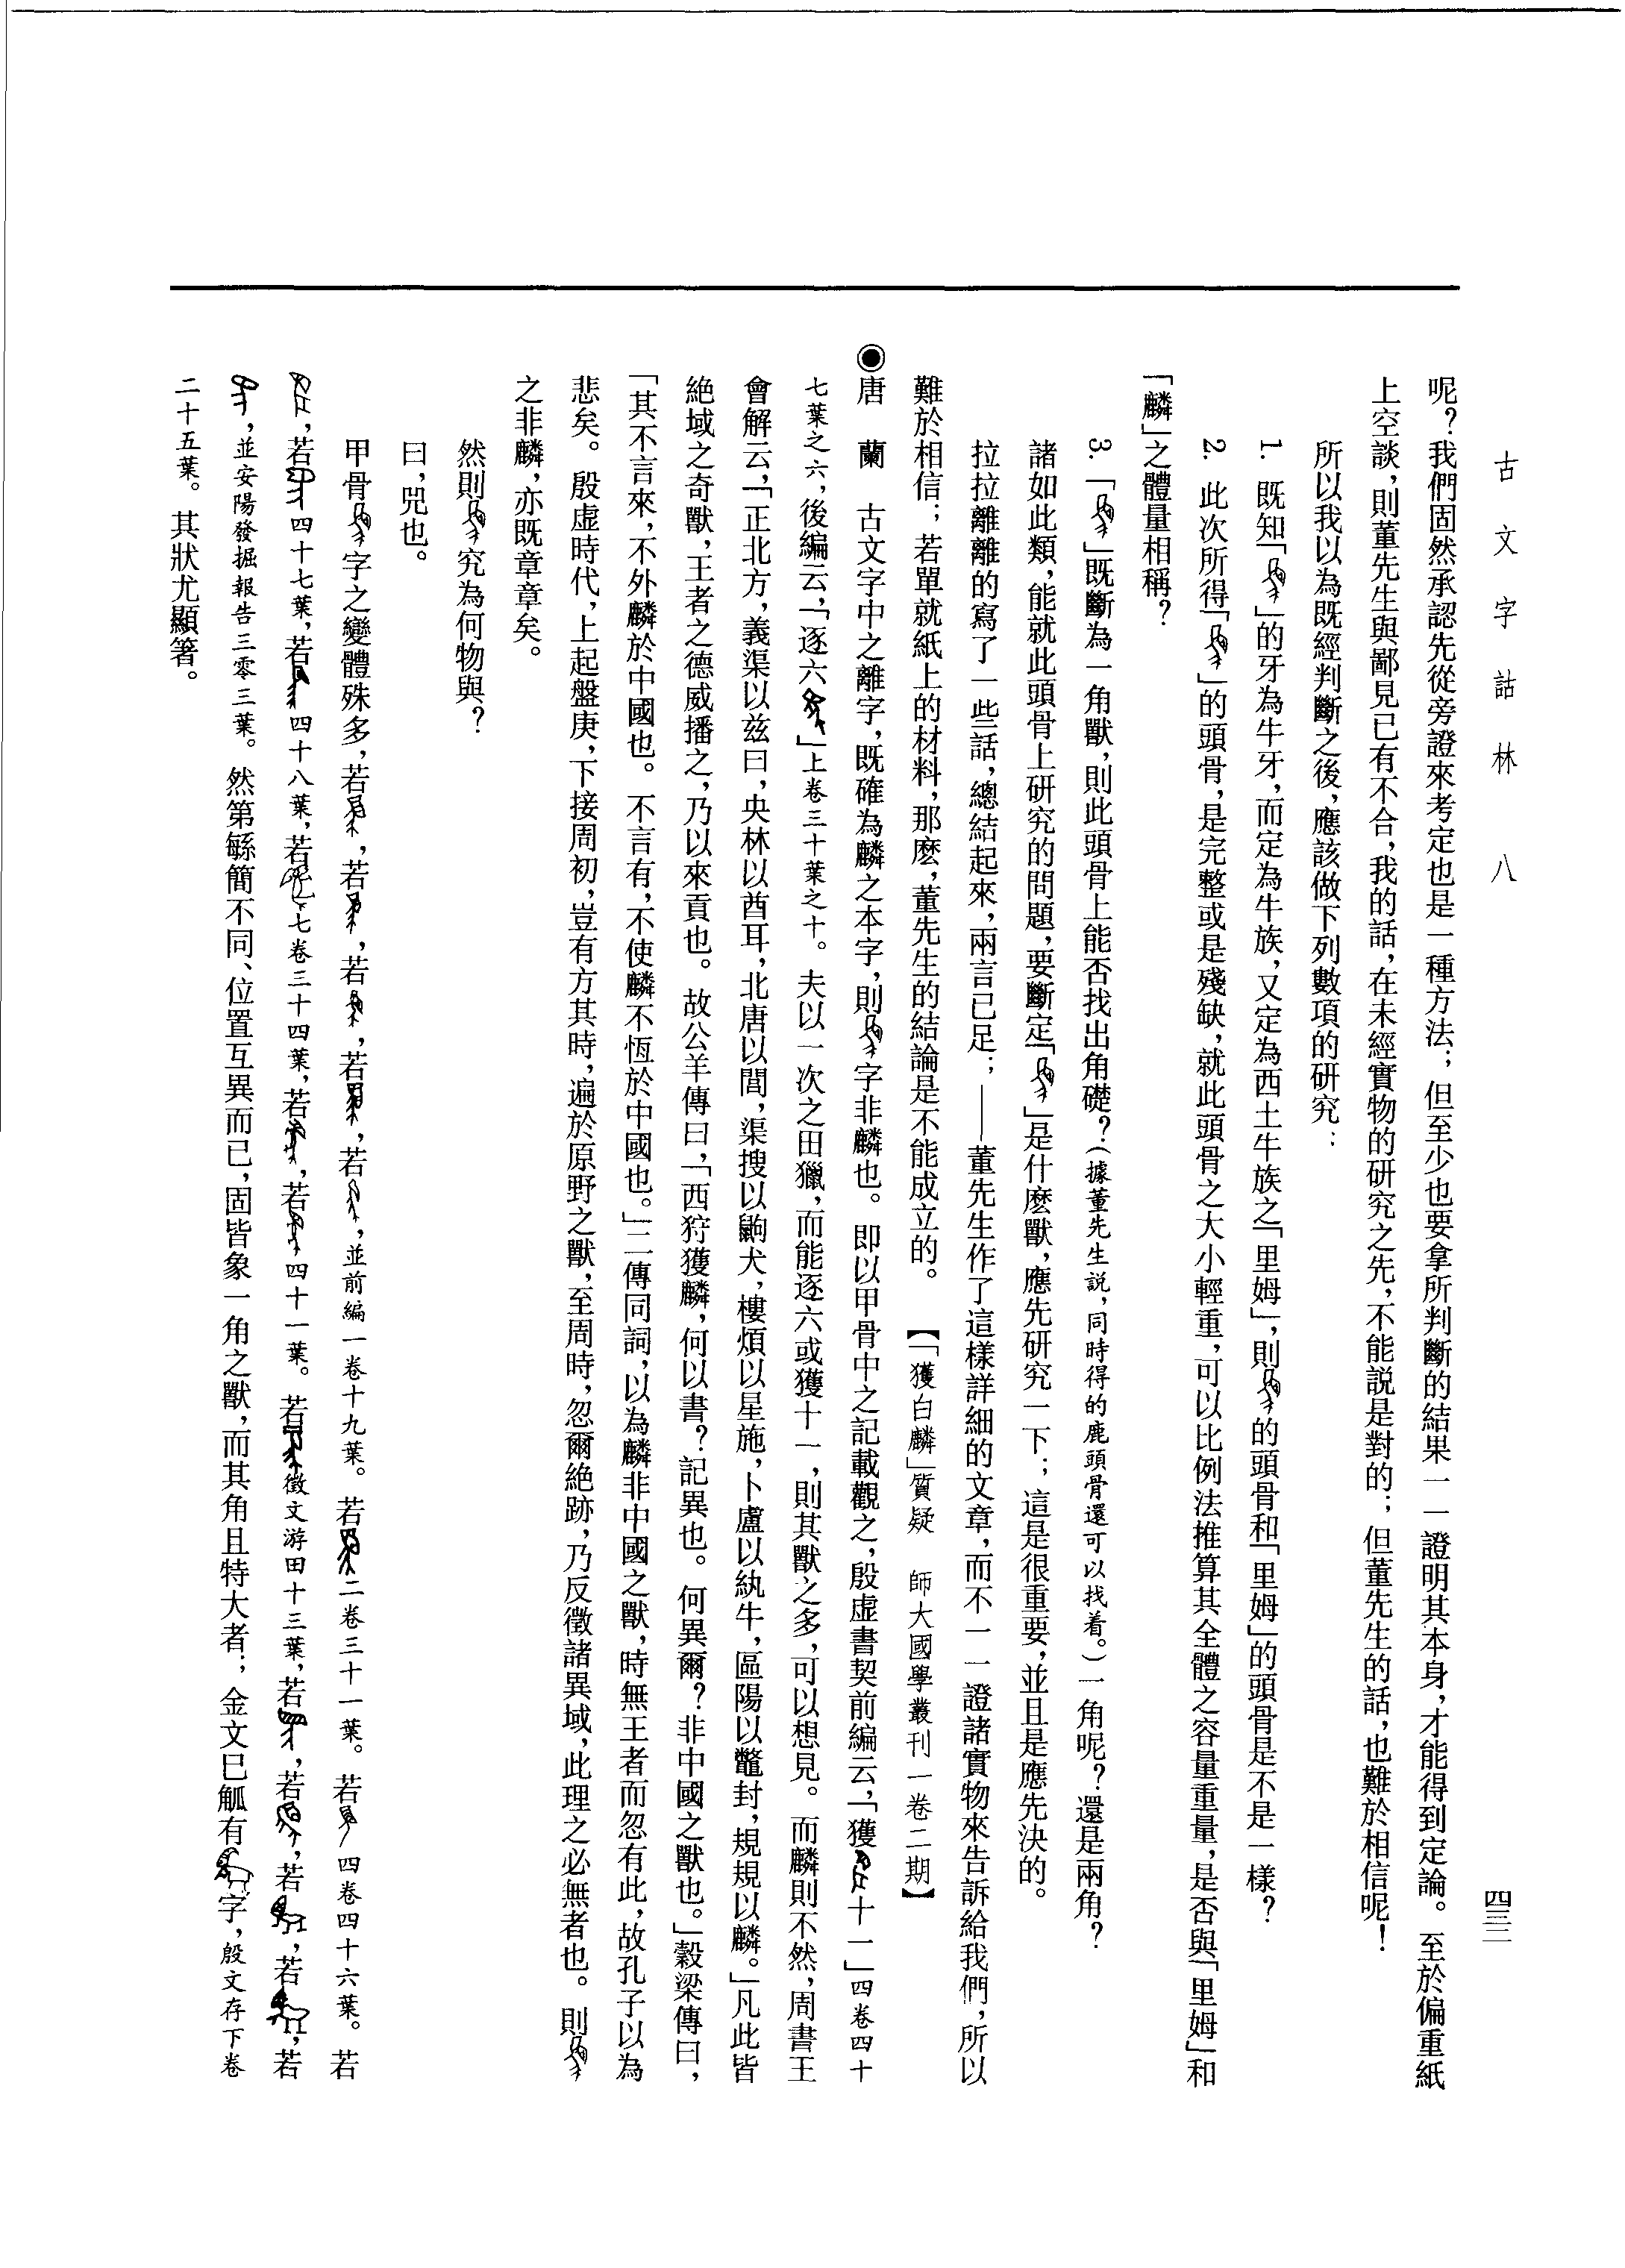 古文字詁林 八
四三二
呢？我們固然承認先從旁證來考定也是一種方法；但至少也要拿所判斷的結果一一證明其本身，才能得到定論。至於偏重紙
上空談，則董先生與鄙見已有不合，我的話，在未經實物的研究之先，不能説是對的；但董先生的話，也難於相信呢！
所以我以為既經判斷之後，應該做下列數項的研究：
1. 既知「」的牙為牛牙，而定為牛族，又定為西土牛族之「里姆」，則的頭骨和「里姆」的頭骨是不是一樣？
2. 此次所得「」的頭骨，是完整或是殘缺，就此頭骨之大小輕重，可以比例法推算其全體之容量重量，是否與「里姆」和
「麟」之體量相稱？
3.「」既斷為一角獸，則此頭骨上能否找出角礎？（據董先生説，同時得的鹿頭骨還可以找着。）一角呢？還是兩角？
諸如此類，能就此頭骨上研究的問題，要斷定「」是什麽獸，應先研究一下；這是很重要，並且是應先決的。
拉拉離離的寫了一些話，總結起來，兩言已足；——董先生作了這樣詳細的文章，而不一一證諸實物來告訴給我們，所以
難於相信；若單就紙上的材料，那麽，董先生的結論是不能成立的。 【「獲白麟」質疑 師大國學叢刊一卷二期】
◉唐 蘭 古文字中之離字，既確為麟之本字，則字非麟也。即以甲骨中之記載觀之，殷虛書契前編云，「獲十一」四卷四十
七葉之六，後編云，「逐六」上卷三十葉之十。夫以一次之田獵，而能逐六或獲十一，則其獸之多，可以想見。而麟則不然，周書王
會解云，「正北方，義渠以兹白，央林以酋耳，北唐以閭，渠搜以鼩犬，樓煩以星施，卜盧以紈牛，區陽以鼈封，規規以麟。」凡此皆
絶域之奇獸，王者之德威播之，乃以來貢也。故公羊傳曰，「西狩獲麟，何以書？記異也。何異爾？非中國之獸也。」穀梁傳曰，
「其不言來，不外麟於中國也。不言有，不使麟不恆於中國也。」二傳同詞，以為麟非中國之獸，時無王者而忽有此，故孔子以為
悲矣。殷虛時代，上起盤庚，下接周初，豈有方其時，遍於原野之獸，至周時，忽爾絶跡，乃反徵諸異域，此理之必無者也。則
之非麟，亦既章章矣。
然則究為何物與？
曰，兕也。
甲骨字之變體殊多，若，若，若，若，若，並前編一卷十九葉。若二卷三十一葉。若四卷四十六葉。若
，若四十七葉，若四十八葉，若七卷三十四葉，若，若四十一葉。若徵文游田十三葉，若，若，若，若，若
，並安陽發掘報告三零三葉。然第緐簡不同、位置互異而已，固皆象一角之獸，而其角且特大者；金文巳觚有字，殷文存下卷
二十五葉。其狀尤顯箸。